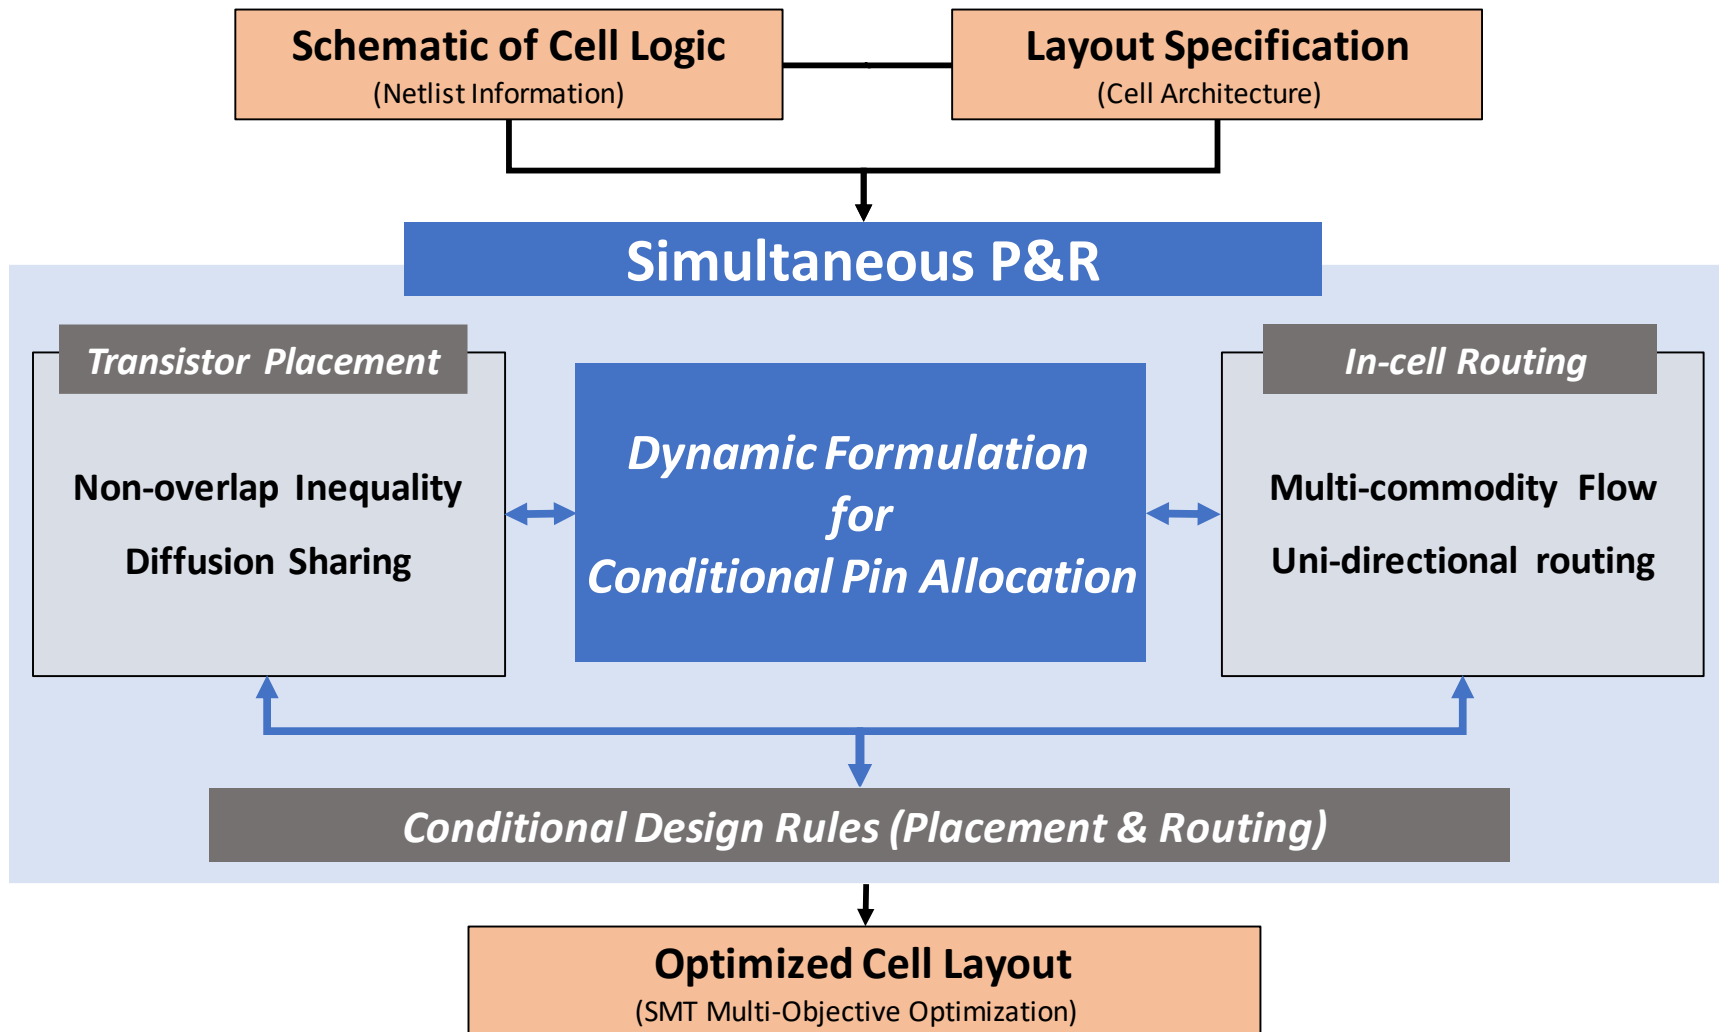 Schematic of Cell Logic
(Netlist Information)
Layout Specification
(Cell Architecture)
Simultaneous P&R
Transistor Placement
Non-overlap Inequality
Diffusion Sharing
Dynamic Formulation
for
Conditional Pin Allocation
In-cell Routing
Multi-commodity Flow
Uni-directional routing
Conditional Design Rules (Placement & Routing)
Optimized Cell Layout
(SMT Multi-Objective Optimization)